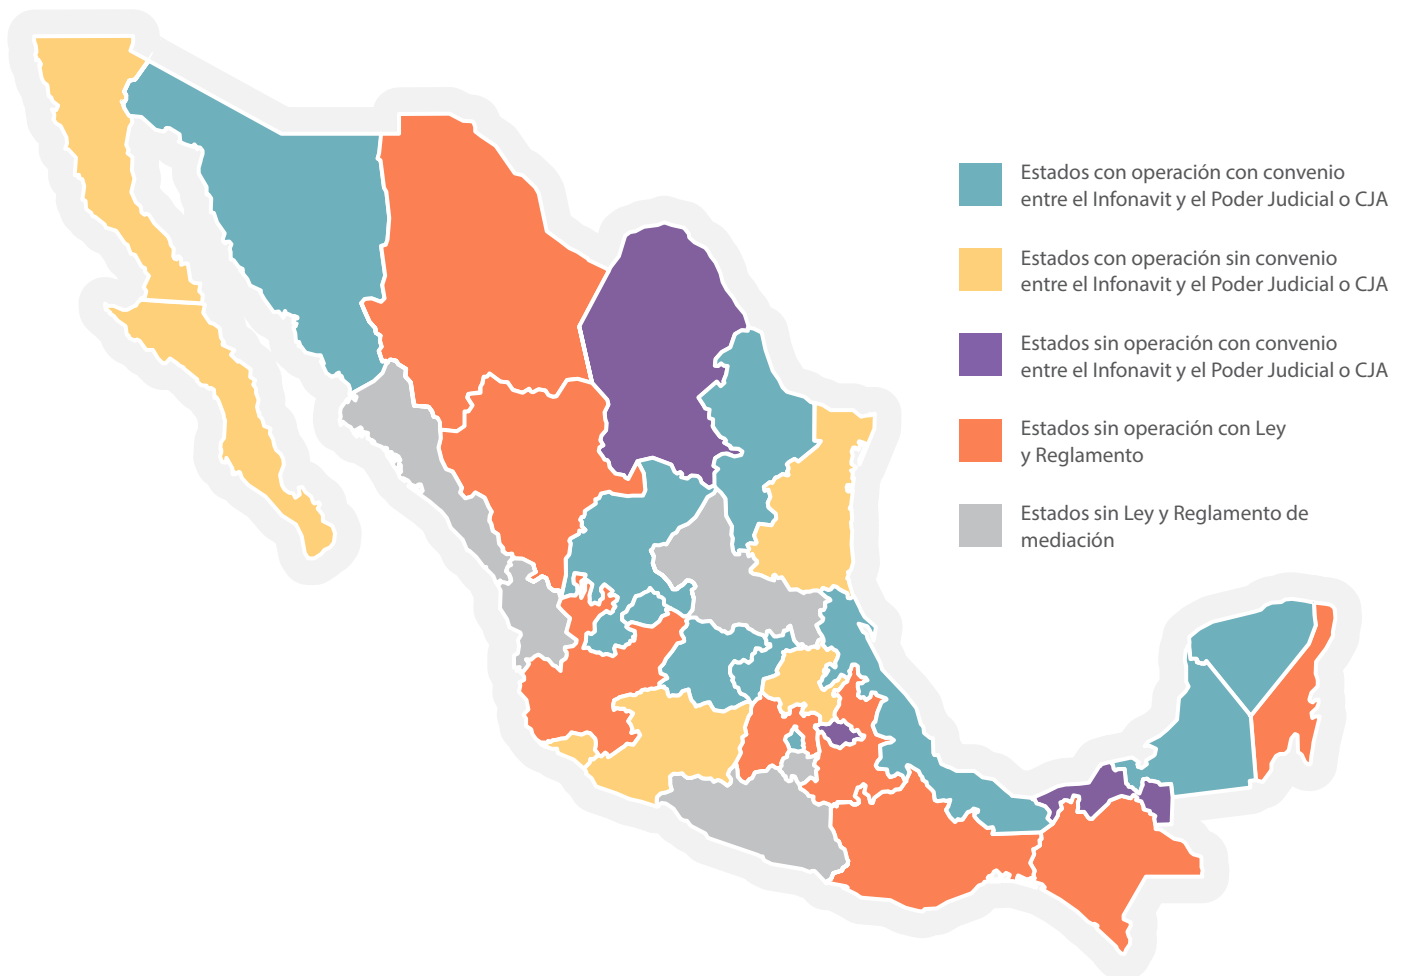 Estados con operación con convenio
entre el Infonavit y el Poder Judicial o CJA
Estados con operación sin convenio
entre el Infonavit y el Poder Judicial o CJA
Estados sin operación con convenio
entre el Infonavit y el Poder Judicial o CJA
Estados sin operación con Ley
y Reglamento
Estados sin Ley y Reglamento de
mediación